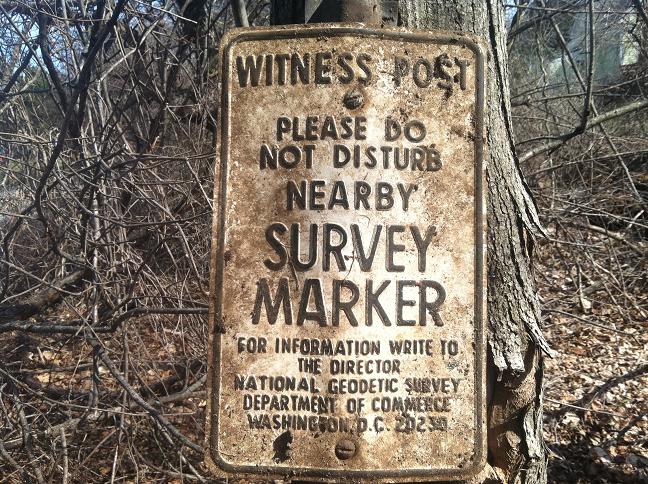 WITNESS POST
PLEASE DO
NOT DISTURB
NEARBY
SURVEY
MARKER
FOR INFORMATION WRITE TO
THE DIRECTOR
NATIONAL GEODETIC SURVEY
DEPARTMENT OF COMMERCE
WASHINGTON, D.C. 20230